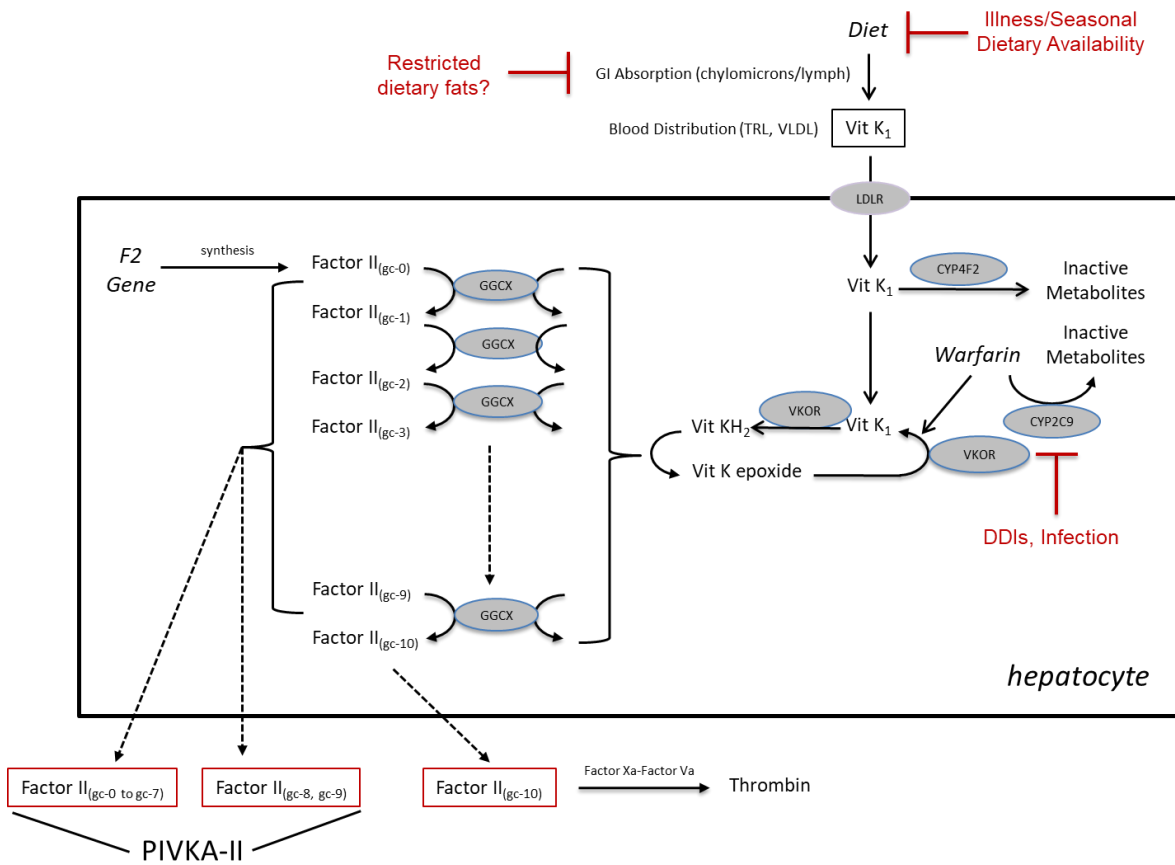 Diet
Illness/Seasonal
Dietary Availability
Restricted
dietary fats?
GI Absorption (chylomicrons/lymph)
Blood Distribution (TRL, VLDL)
Vit K1
LDLR
F2
Gene
synthesis
Factor II(gc-0)
GGCX
Factor II(gc-1)
GGCX
Factor II(gc-2)
GGCX
Factor II(gc-3)
Vit K1
CYP4F2
Inactive
Metabolites
Warfarin
Inactive
Metabolites
CYP2C9
VKOR
Vit KH2
Vit K1
VKOR
Vit K epoxide
DDIs, Infection
Factor II(gc-9)
GGCX
Factor II(gc-10)
hepatocyte
Factor II(gc-0 to gc-7)
Factor II(gc-8, gc-9)
Factor II(gc-10)
Factor Xa-Factor Va
Thrombin
PIVKA-II